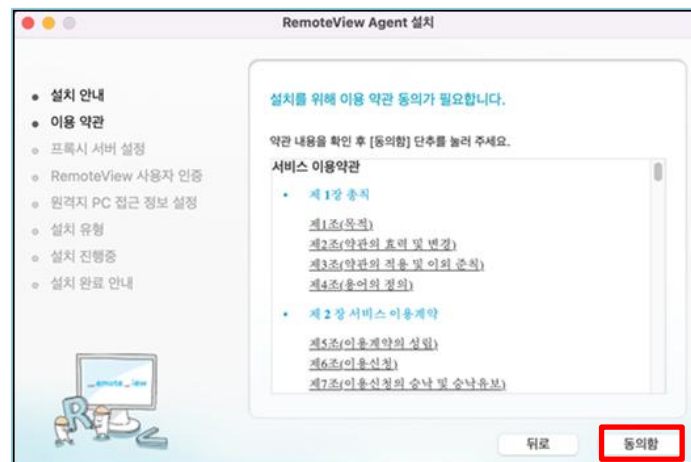 RemoteView Agent 설치
설치 안내
이용 약관
프록시 서버 설정
RemoteView 사용자 인증
원격지 PC 접근 정보 설정
설치 유형
설치 진행중
설치 완료 안내
설치를 위해 이용 약관 동의가 필요합니다.
약관 내용을 확인 후 [동의함] 단추를 눌러 주세요.
서비스 이용약관
제 1장 총칙
제1조(목적)
제2조(약관의 효력 및 변경)
제3조(약관의 적용 및 이외 준칙)
제4조(용어의 정의)
제 2 장 서비스 이용계약
제5조(이용계약의 성립)
제6조(이용신청)
제7조(이용신청의 승낙 및 승낙유보)
_emote _iew
R V
뒤로
동의함